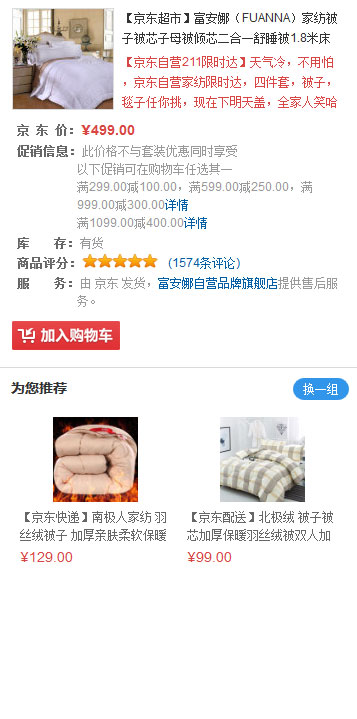 【京东超市】富安娜（FUANNA）家纺被
子被芯子母被倾芯二合一舒睡被1.8米床
【京东自营211限时达】天气冷，不用怕
，京东自营家纺限时达，四件套，被子，
毯子任你挑，现在下明天盖，全家人笑哈
京 东 价：¥499.00
促销信息：此价格不与套装优惠同时享受
以下促销可在购物车任选其一
满299.00减100.00，满599.00减250.00，满
999.00减300.00详情
满1099.00减400.00详情
库 存：有货
商品评分：（1574条评论）
服 务：由 京东 发货，富安娜自营品牌旗舰店提供售后服
务。
加入购物车
为您推荐
换一组
【京东快递】南极人家纺 羽
丝绒被子 加厚亲肤柔软保暖
¥129.00
【京东配送】北极绒 被子被
芯加厚保暖羽丝绒被双人加
¥99.00